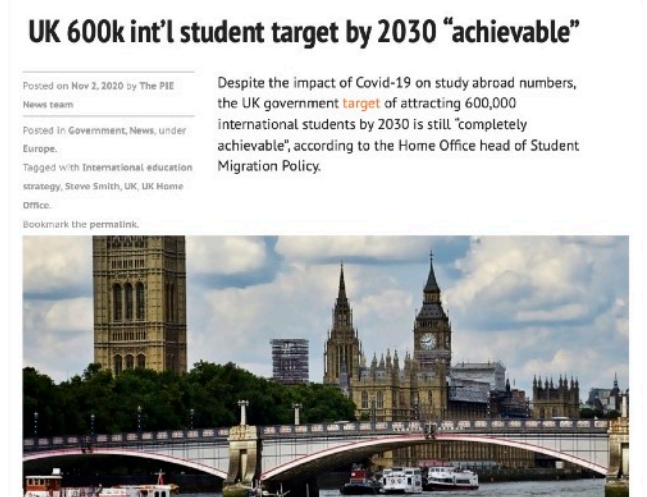 UK 600k int'l student target by 2030 “achievable”
Posted on Nov 2, 2020 by The PIE
News team
Posted in Government, News, under
Europe.
Tagged with International education
strategy, Steve Smith, UK, UK Home
Office.
Bookmark the permalink.
Despite the impact of Covid-19 on study abroad numbers,
the UK government target of attracting 600,000
international students by 2030 is still “completely
achievable”, according to the Home Office head of Student
Migration Policy.